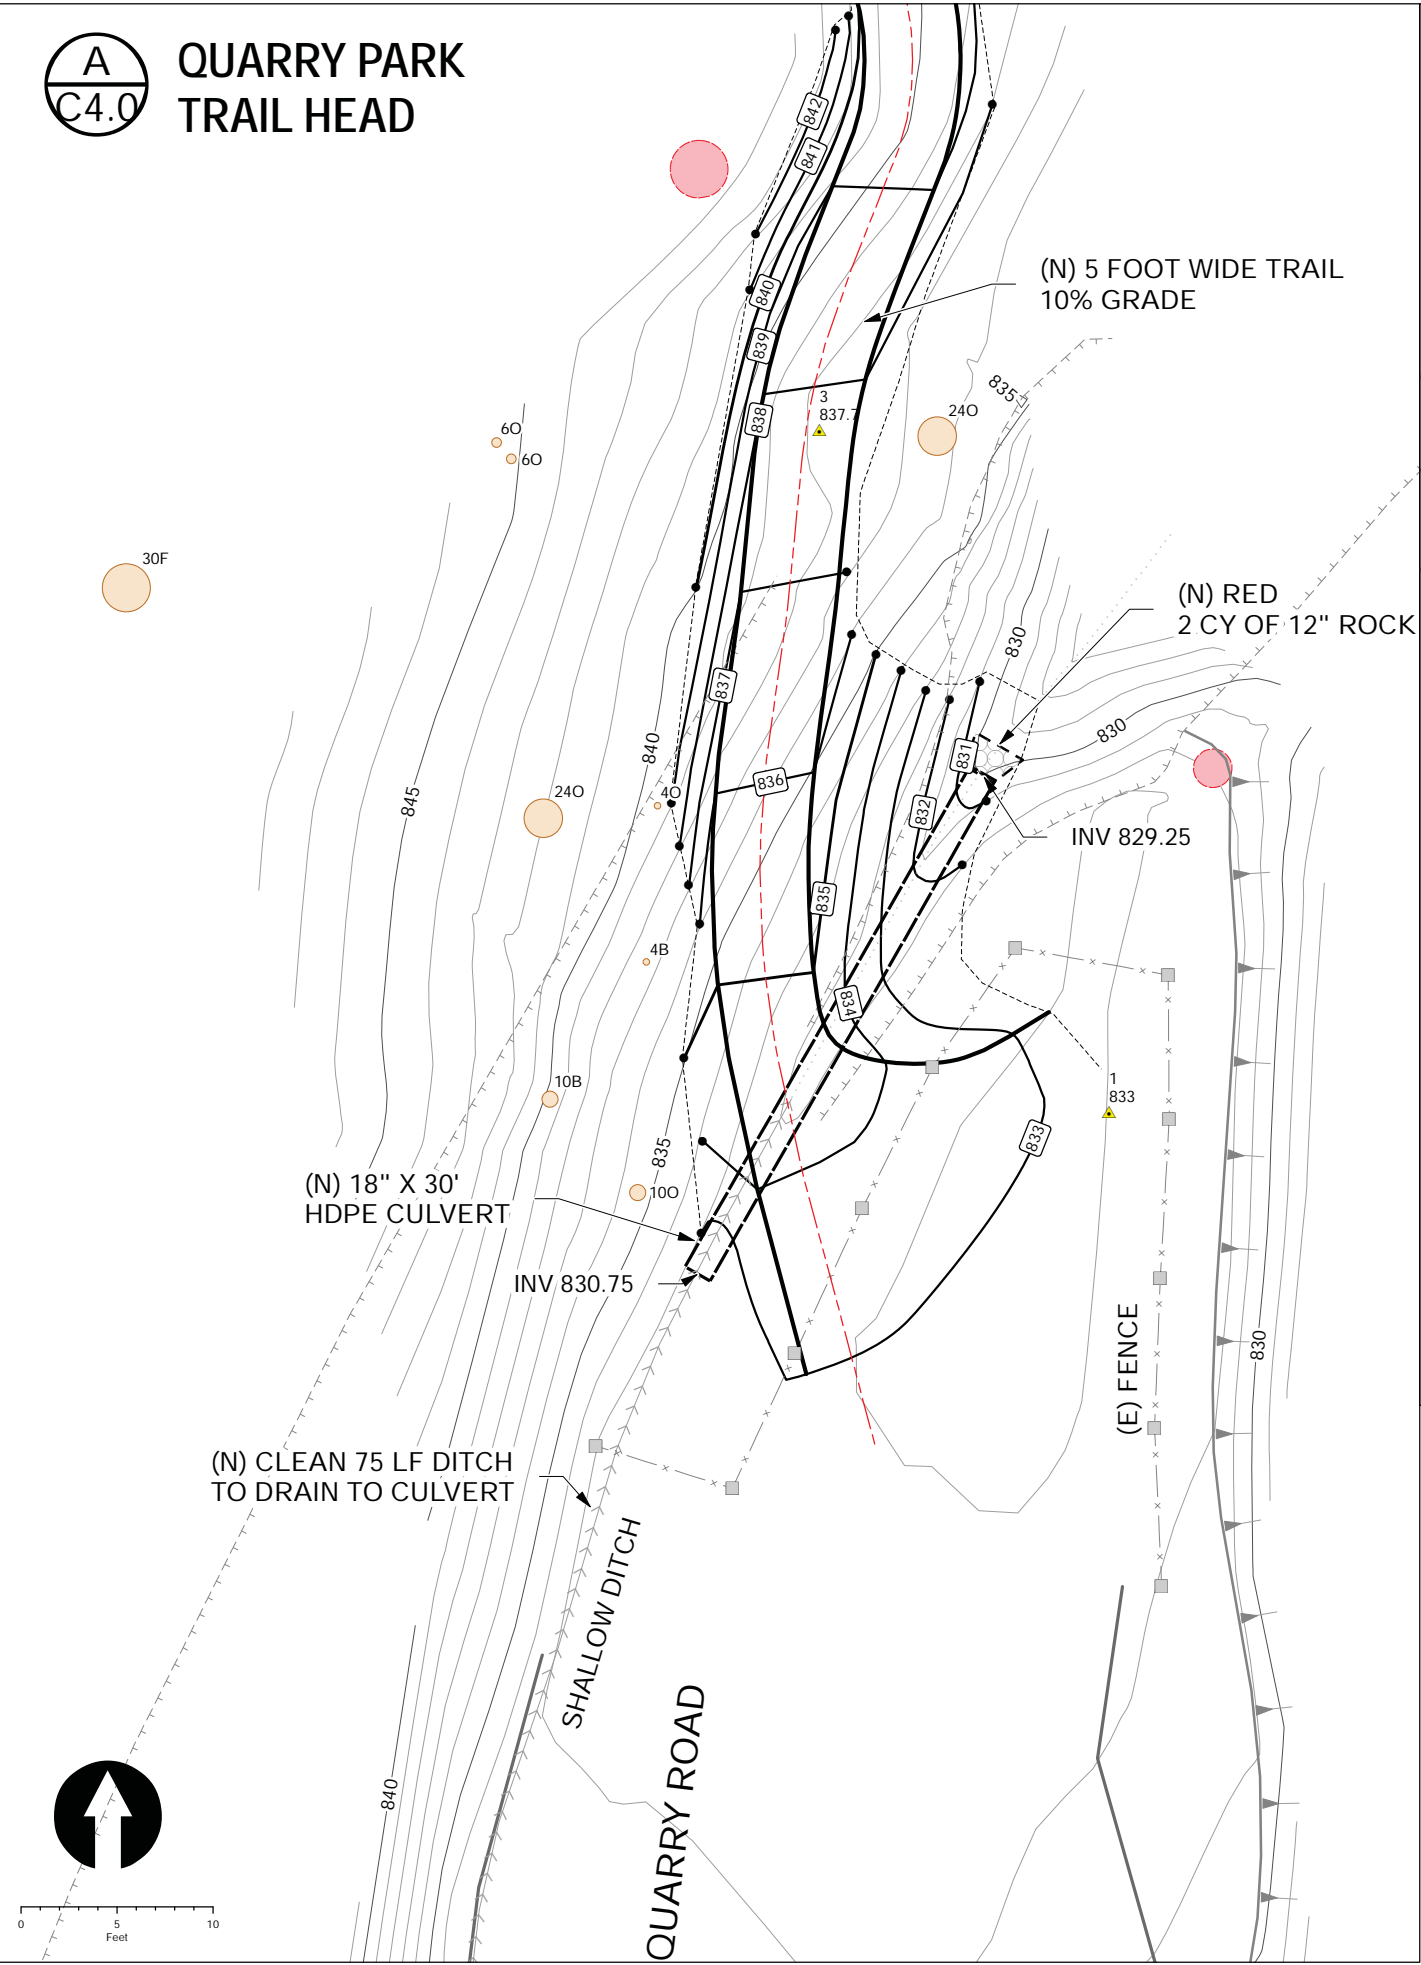 A
C4.0
QUARRY PARK
TRAIL HEAD
842
841
(N) 5 FOOT WIDE TRAIL
10% GRADE
840
839
835
3
837.7
838
24O
6O
6O
30F
(N) RED
2 CY OF 12" ROCK
830
837
830
840
831
836
845
24O
4O
832
INV 829.25
835
4B
834
10B
1
833
833
835
(N) 18" X 30'
HDPE CULVERT
10O
INV 830.75
(E) FENCE
830
(N) CLEAN 75 LF DITCH
TO DRAIN TO CULVERT
SHALLOW DITCH
QUARRY ROAD
840
0
5
10
Feet